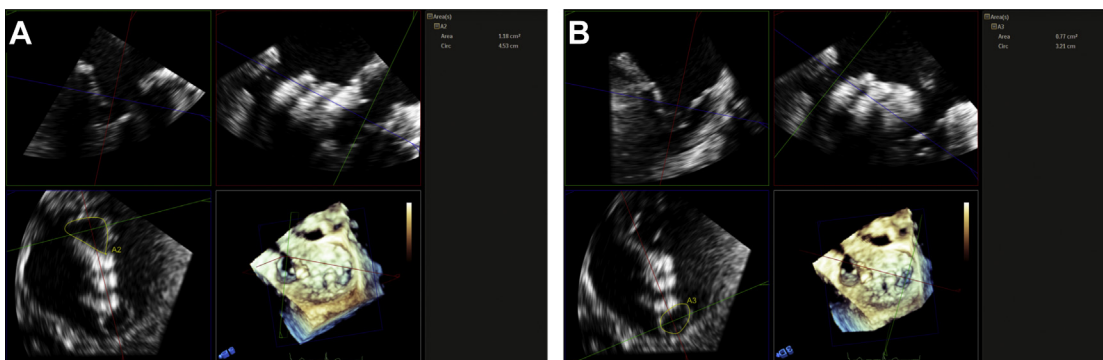 A
Area(s)
A2
Area 1.18 cm²
Circ 4.53 cm
A2
B
Area(s)
A3
Area 0.77 cm²
Circ 3.21 cm
A3